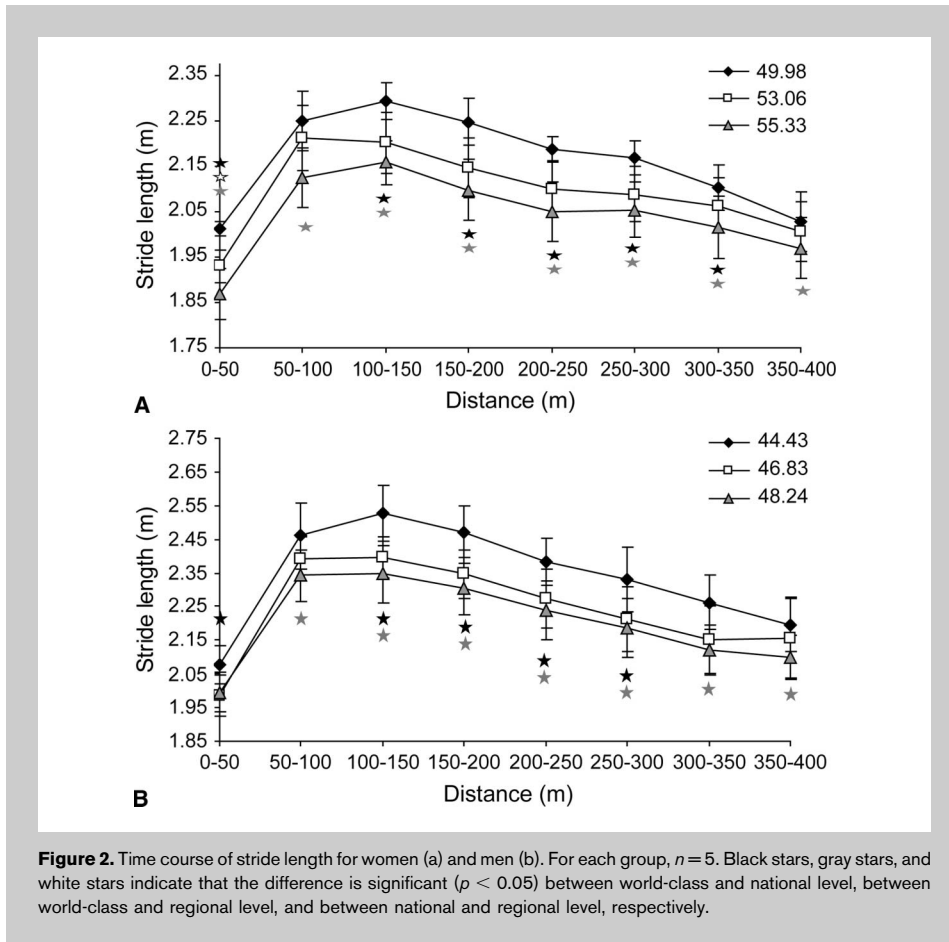 2.35
2.25
2.15
2.05
1.95
1.85
1.75
Stride length (m)
49.98
53.06
55.33
0-50 50-100 100-150 150-200 200-250 250-300 300-350 350-400
Distance (m)
A
2.75
2.65
2.55
2.45
2.35
2.25
2.15
2.05
1.95
1.85
Stride length (m)
44.43
46.83
48.24
0-50 50-100 100-150 150-200 200-250 250-300 300-350 350-400
Distance (m)
B
Figure 2. Time course of stride length for women (a) and men (b). For each group, n = 5. Black stars, gray stars, and
white stars indicate that the difference is significant (p < 0.05) between world-class and national level, between
world-class and regional level, and between national and regional level, respectively.